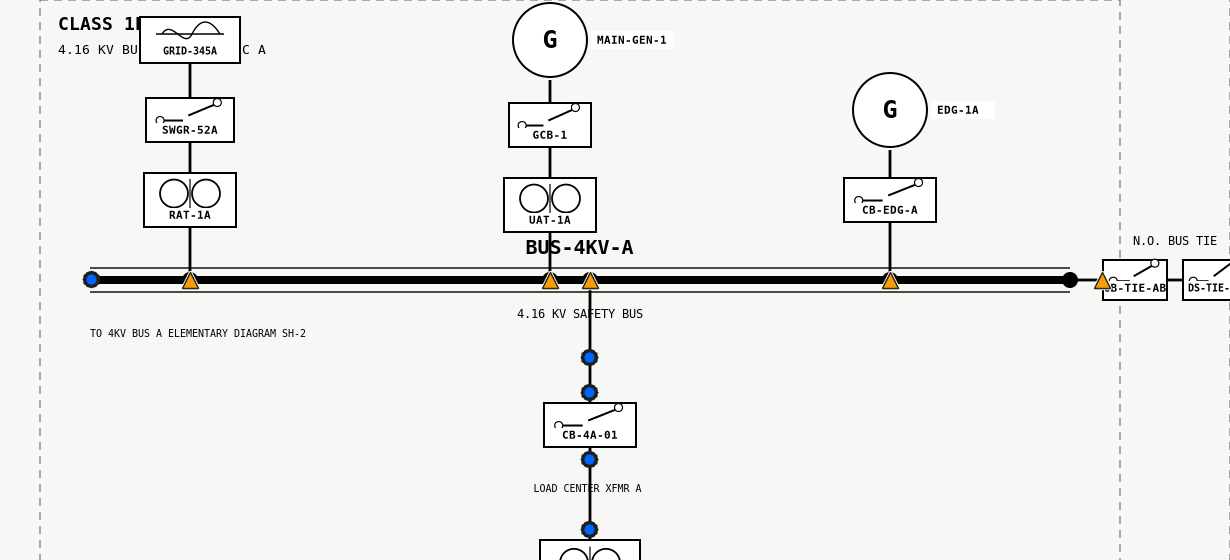 CLASS 1
4.16 KV BU
C A
GRID-345A
G
MAIN-GEN-1
G
EDG-1A
SWGR-52A
GCB-1
RAT-1A
UAT-1A
CB-EDG-A
BUS-4KV-A
N.O. BUS TIE
B-TIE-AB
DS-TIE-
4.16 KV SAFETY BUS
TO 4KV BUS A ELEMENTARY DIAGRAM SH-2
CB-4A-01
LOAD CENTER XFMR A